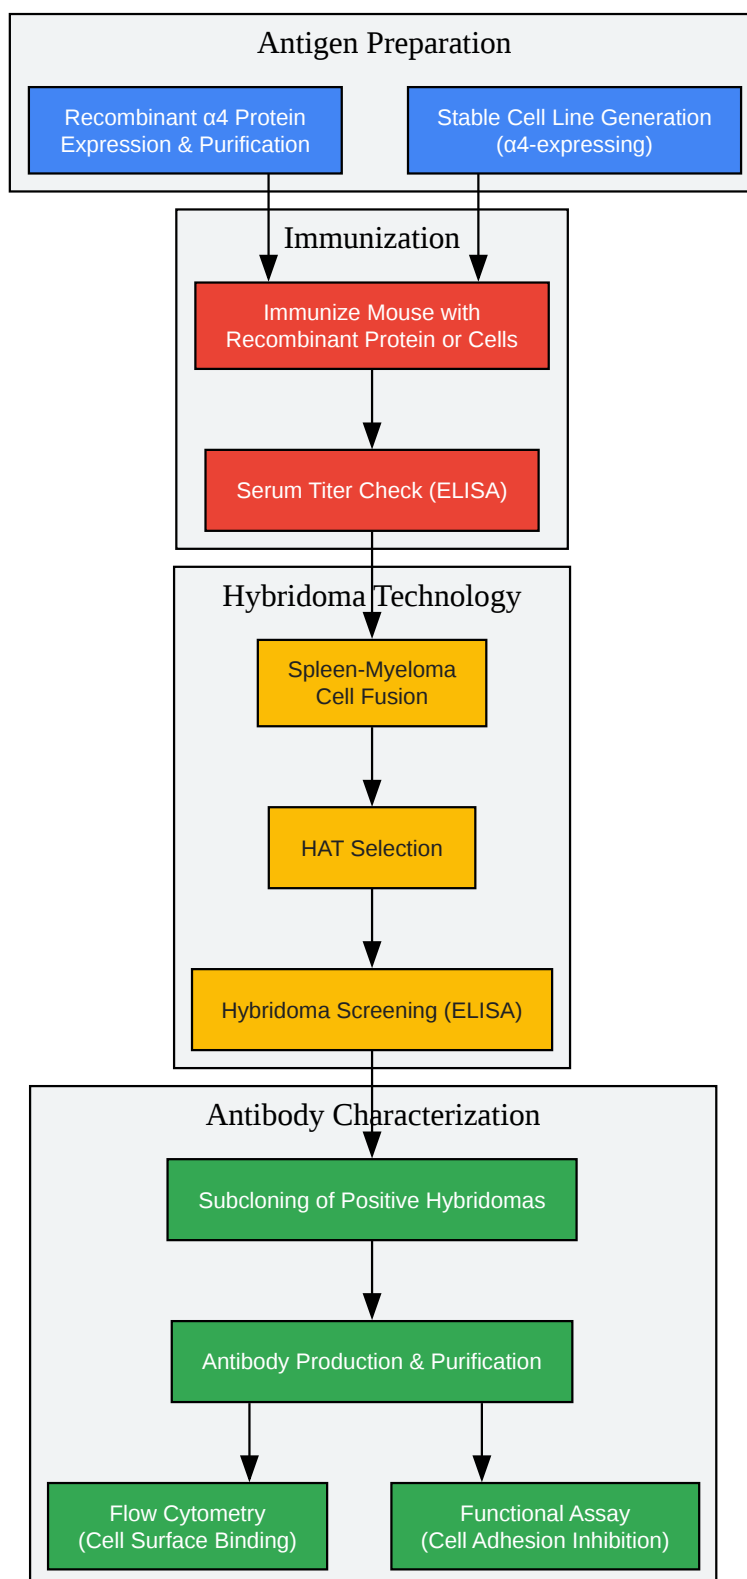 Antigen Preparation
Recombinant α4 Protein
Expression & Purification
Stable Cell Line Generation
(α4-expressing)
Immunization
Immunize Mouse with
Recombinant Protein or Cells
Serum Titer Check (ELISA)
Hybridoma Technology
Spleen-Myeloma
Cell Fusion
HAT Selection
Hybridoma Screening (ELISA)
Antibody Characterization
Subcloning of Positive Hybridomas
Antibody Production & Purification
Flow Cytometry
(Cell Surface Binding)
Functional Assay
(Cell Adhesion Inhibition)